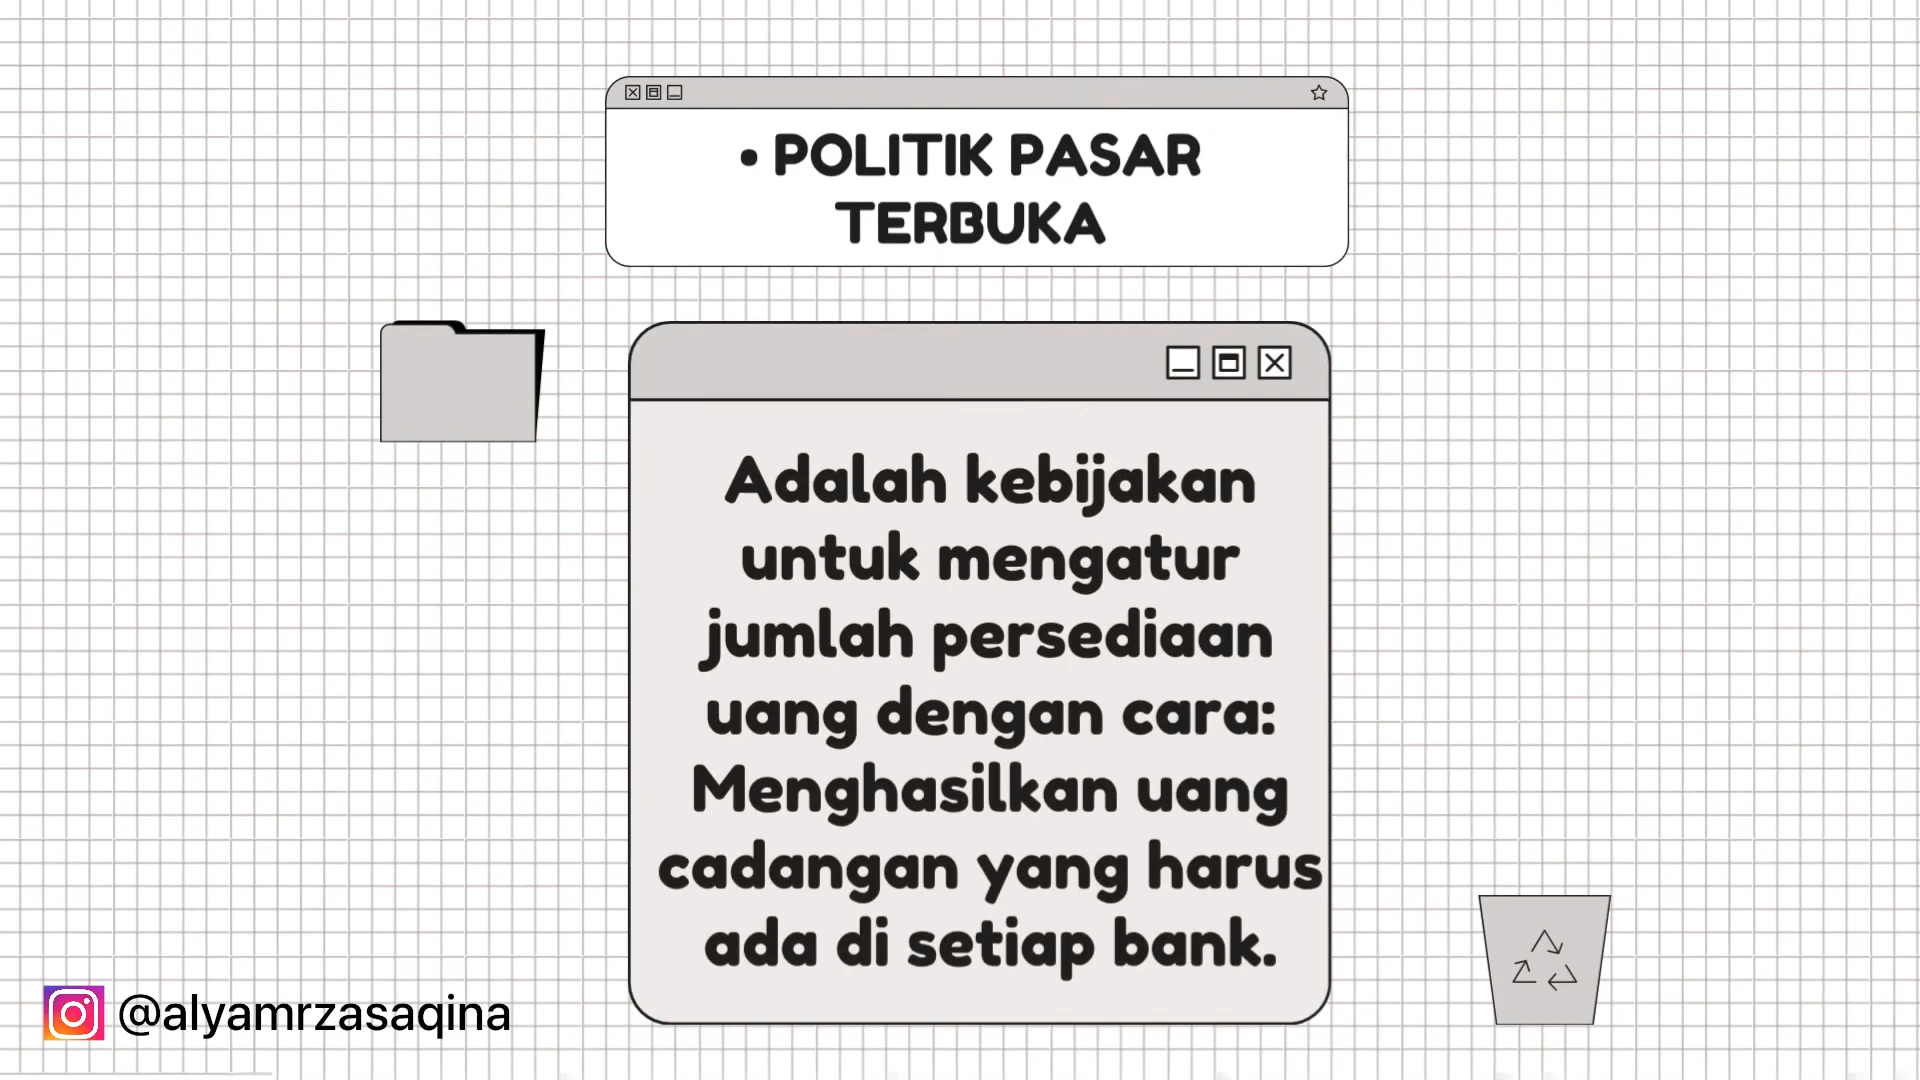 • POLITIK PASAR
TERBUKA
Adalah kebijakan
untuk mengatur
jumlah persediaan
uang dengan cara:
Menghasilkan uang
cadangan yang harus
ada di setiap bank.
@alyamrzasaqina